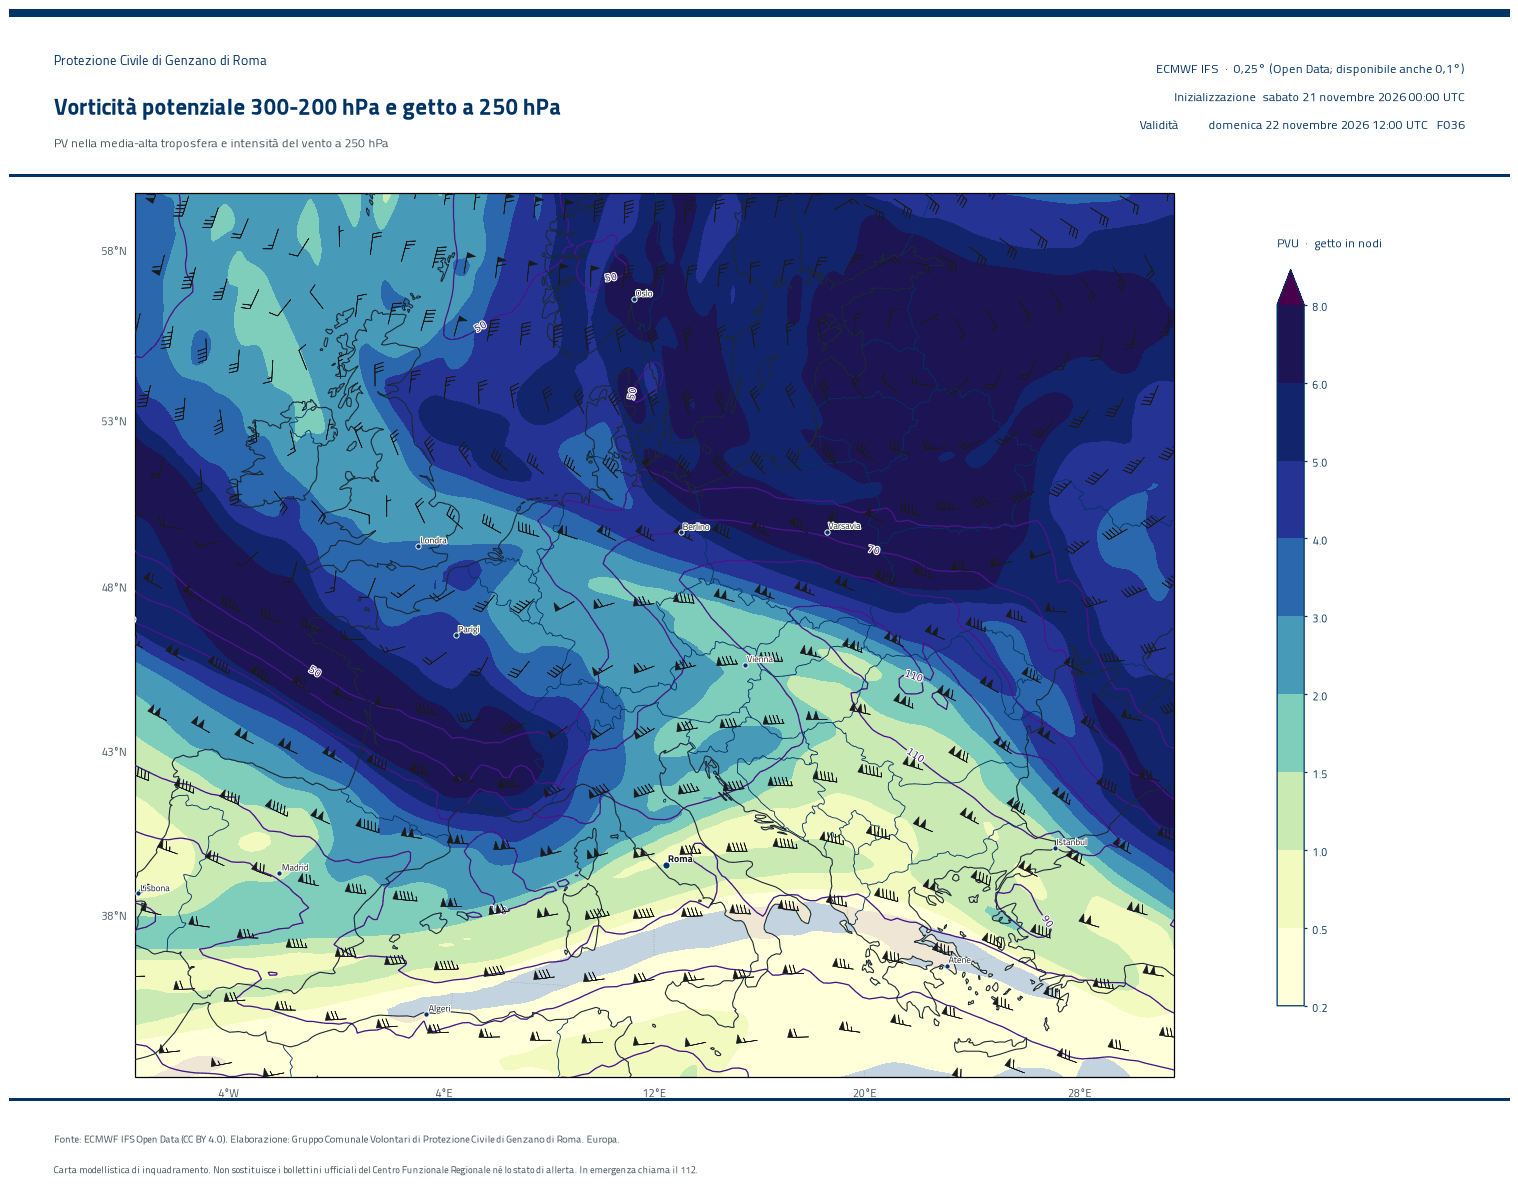 Protezione Civile di Genzano di Roma
Vorticità potenziale 300-200 hPa e getto a 250 hPa
PV nella media-alta troposfera e intensità del vento a 250 hPa
ECMWF IFS · 0,25° (Open Data; disponibile anche 0,1°)
Inizializzazione sabato 21 novembre 2026 00:00 UTC
Validità domenica 22 novembre 2026 12:00 UTC F036
PVU · getto in nodi
8.0
6.0
5.0
4.0
3.0
2.0
1.5
1.0
0.5
0.2
58°N
53°N
48°N
43°N
38°N
4°W
4°E
12°E
20°E
28°E
50
Oslo
50
50
Berlino
Varsavia
Londra
70
Parigi
Vienna
50
110
110
Istanbul
Roma
Madrid
Lisbona
90
Atene
Algeri
Fonte: ECMWF IFS Open Data (CC BY 4.0). Elaborazione: Gruppo Comunale Volontari di Protezione Civile di Genzano di Roma. Europa.
Carta modellistica di inquadramento. Non sostituisce i bollettini ufficiali del Centro Funzionale Regionale né lo stato di allerta. In emergenza chiama il 112.